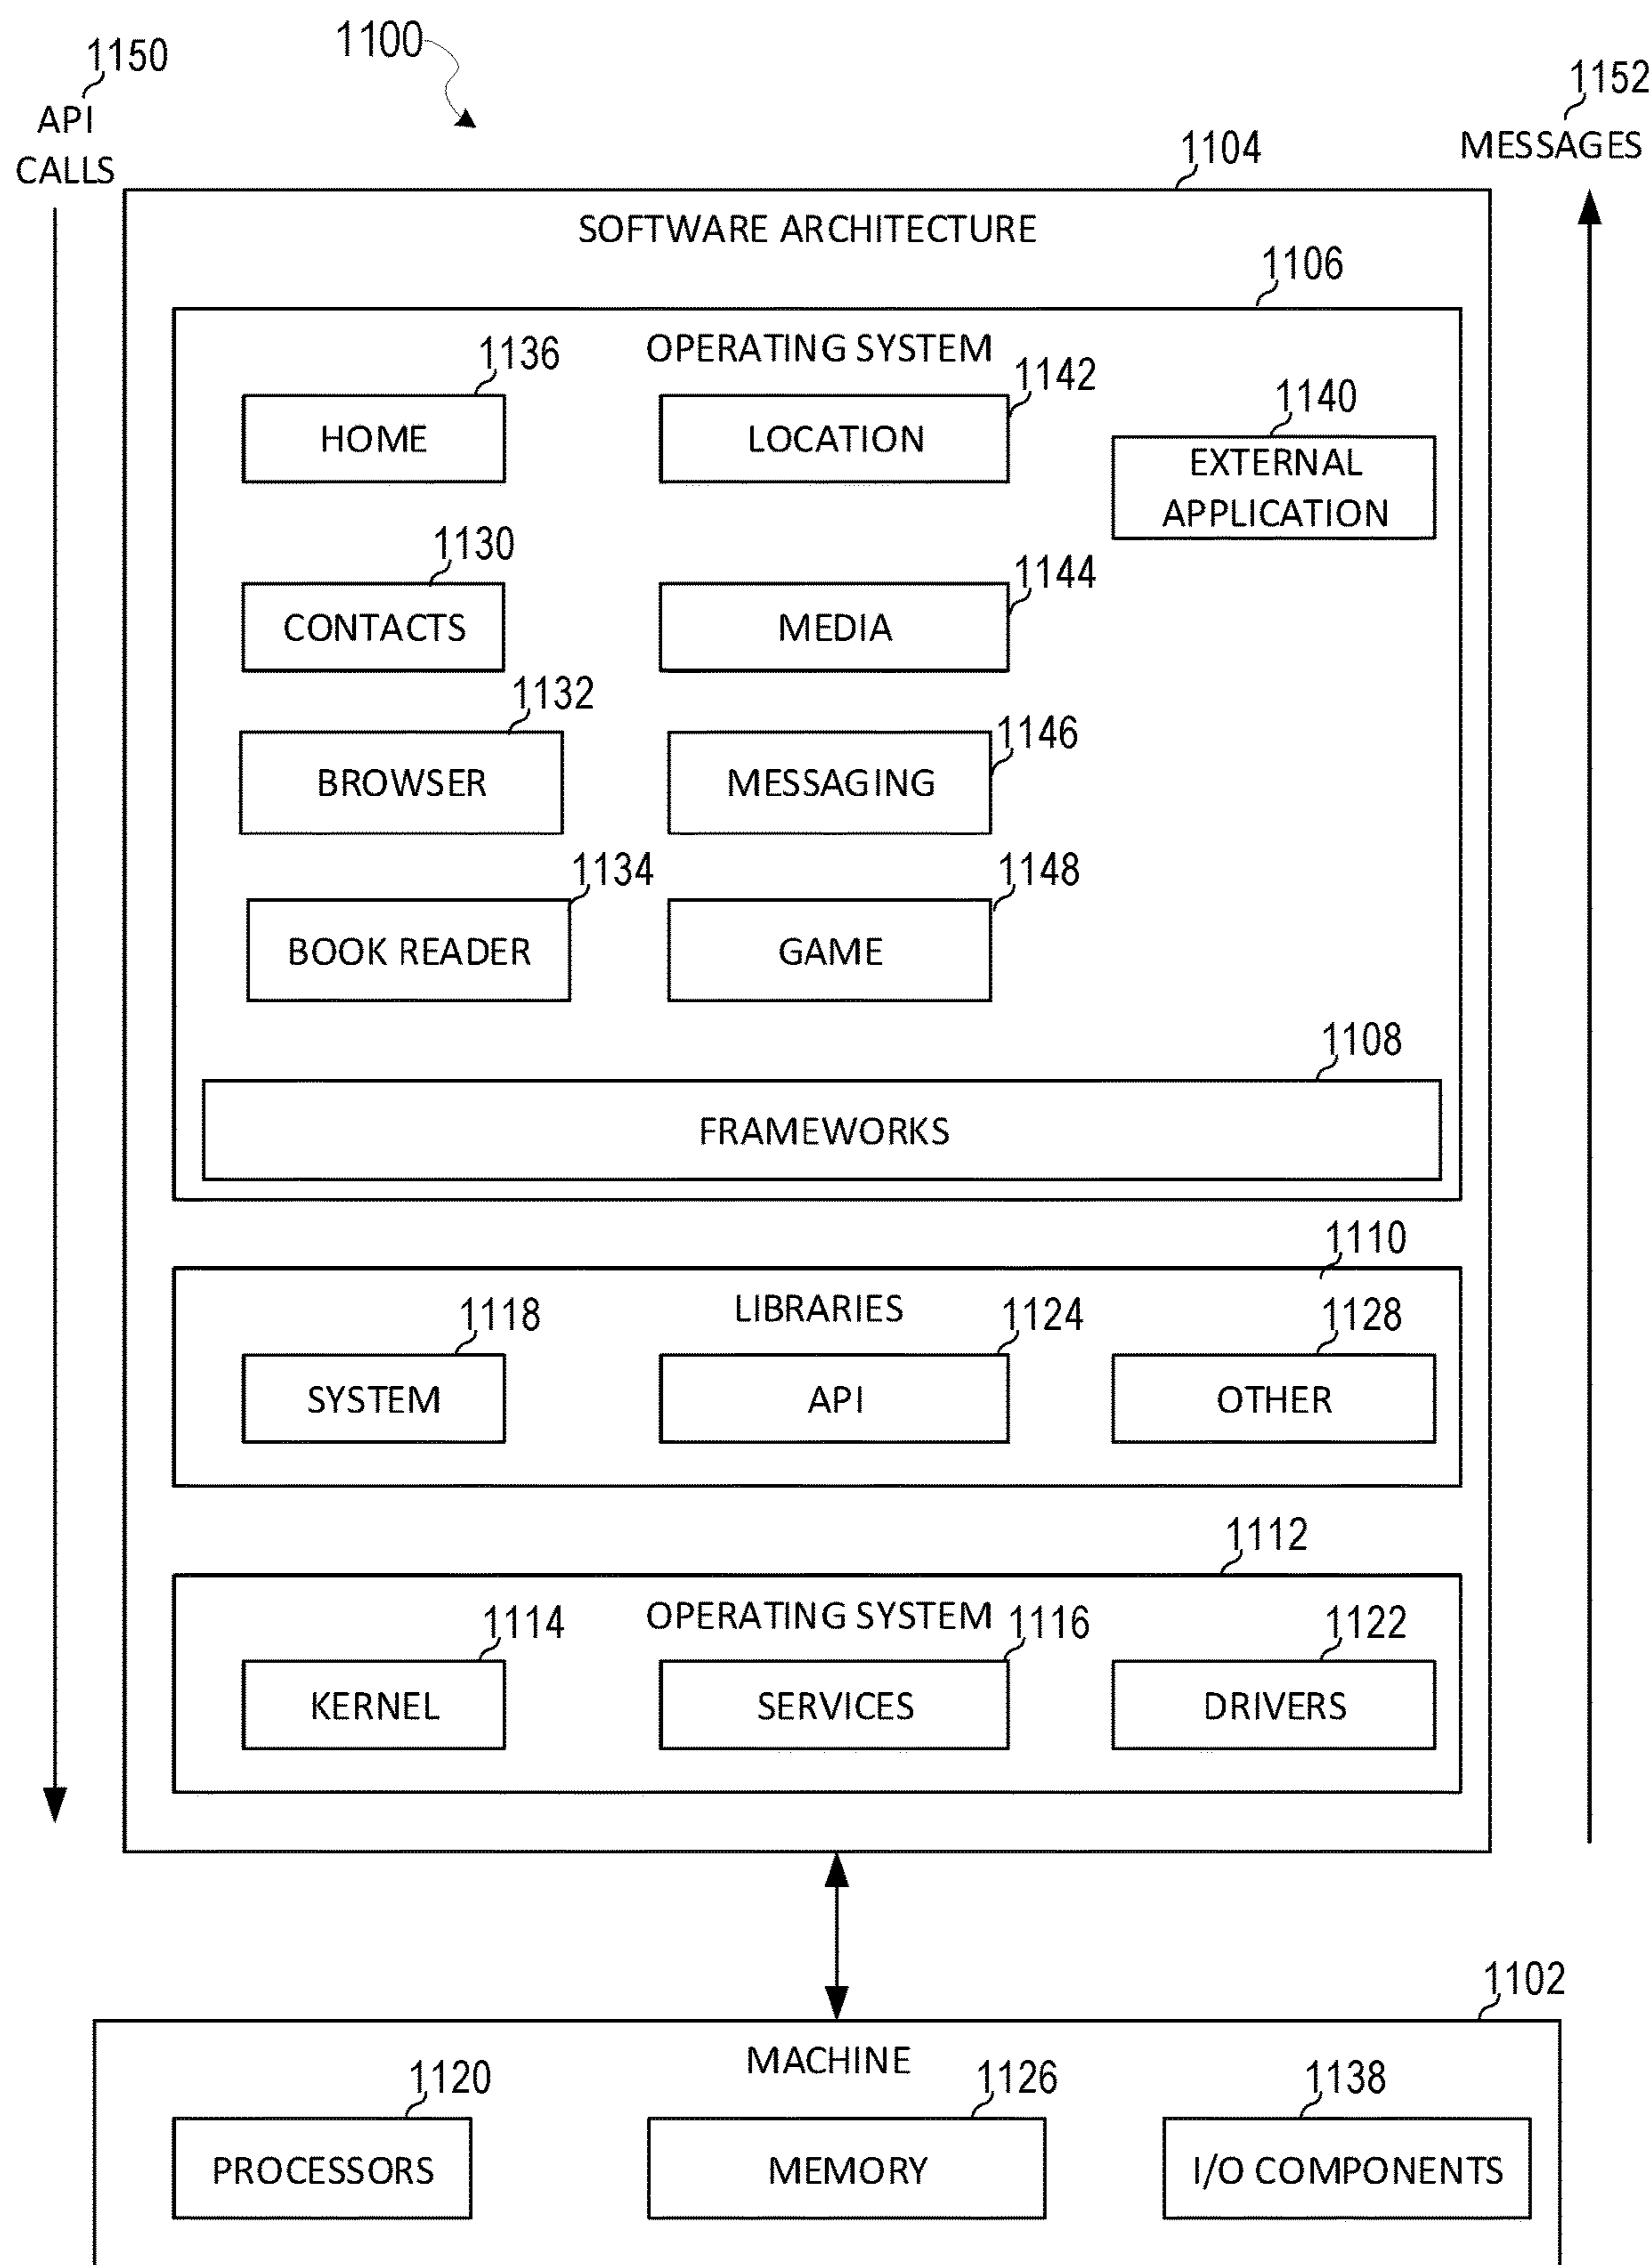 1100
1150
API
CALLS
1152
MESSAGES
1104
SOFTWARE ARCHITECTURE
1106
OPERATING SYSTEM
1136
HOME
1142
LOCATION
1140
EXTERNAL
APPLICATION
1130
CONTACTS
1144
MEDIA
1132
BROWSER
1146
MESSAGING
1134
BOOK READER
1148
GAME
1108
FRAMEWORKS
1110
LIBRARIES
1118
SYSTEM
1124
API
1128
OTHER
1112
OPERATING SYSTEM
1114
KERNEL
1116
SERVICES
1122
DRIVERS
1102
MACHINE
1120
PROCESSORS
1126
MEMORY
1138
I/O COMPONENTS